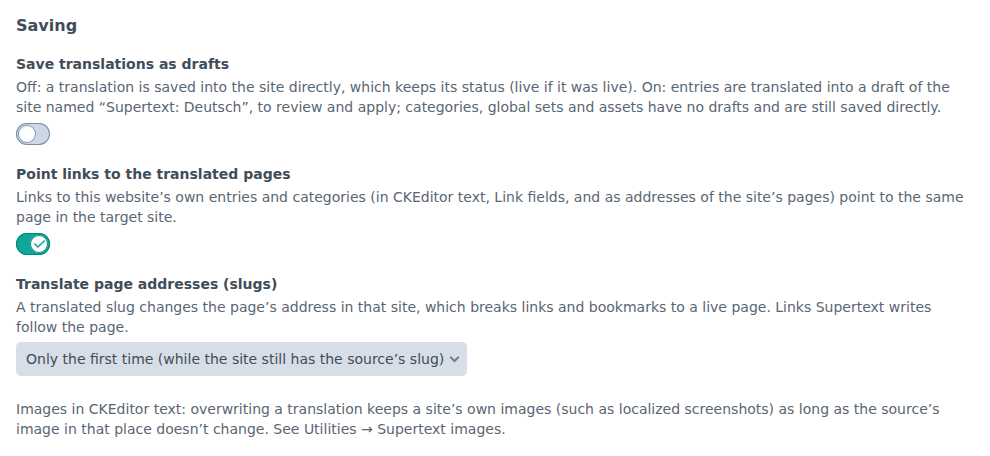 Saving
Save translations as drafts
Off: a translation is saved into the site directly, which keeps its status (live if it was live). On: entries are translated into a draft of the
site named “Supertext: Deutsch”, to review and apply; categories, global sets and assets have no drafts and are still saved directly.
Point links to the translated pages
Links to this website’s own entries and categories (in CKEditor text, Link fields, and as addresses of the site’s pages) point to the same
page in the target site.
Translate page addresses (slugs)
A translated slug changes the page’s address in that site, which breaks links and bookmarks to a live page. Links Supertext writes
follow the page.
Only the first time (while the site still has the source’s slug)
Images in CKEditor text: overwriting a translation keeps a site’s own images (such as localized screenshots) as long as the source’s
image in that place doesn’t change. See Utilities → Supertext images.